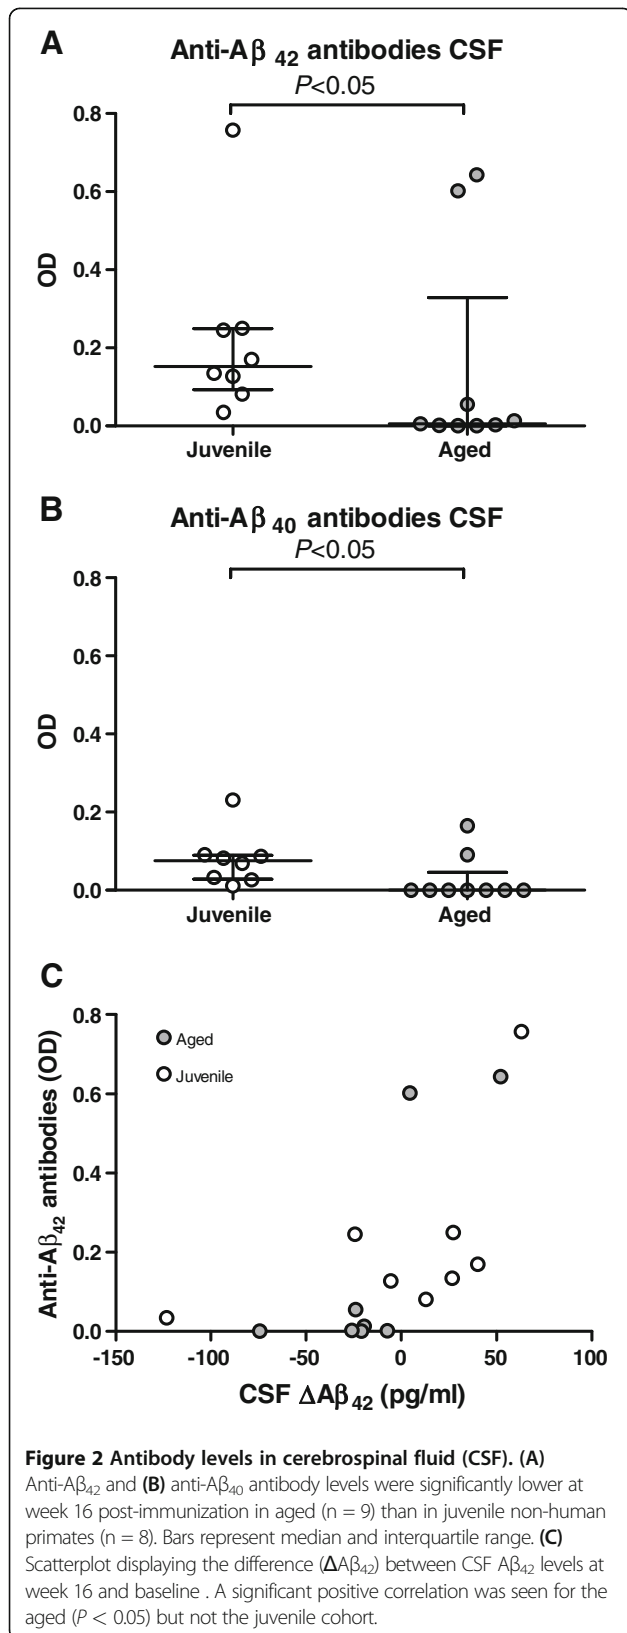 A
Anti-Aβ 42 antibodies CSF
P<0.05
0.8
0.6
0.4
0.2
0.0
OD
Juvenile
Aged
B
Anti-Aβ 40 antibodies CSF
P<0.05
0.8
0.6
0.4
0.2
0.0
OD
Juvenile
Aged
C
0.8
0.6
0.4
0.2
0.0
Anti-Aβ42 antibodies (OD)
Aged
Juvenile
-150 -100 -50 0 50 100
CSF ΔAβ42 (pg/ml)
Figure 2 Antibody levels in cerebrospinal fluid (CSF). (A)
Anti-Aβ42 and (B) anti-Aβ40 antibody levels were significantly lower at
week 16 post-immunization in aged (n = 9) than in juvenile non-human
primates (n = 8). Bars represent median and interquartile range. (C)
Scatterplot displaying the difference (ΔAβ42) between CSF Aβ42 levels at
week 16 and baseline . A significant positive correlation was seen for the
aged (P < 0.05) but not the juvenile cohort.